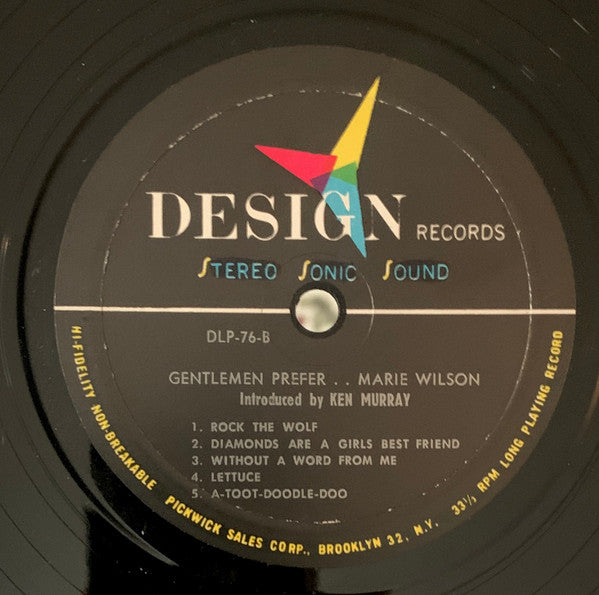 DESIGN RECORDS
STEREO SONIC SOUND
DLP-76-B
GENTLEMEN PREFER . . MARIE WILSON
Introduced by KEN MURRAY
1. ROCK THE WOLF
2. DIAMONDS ARE A GIRLS BEST FRIEND
3. WITHOUT A WORD FROM ME
4. LETTUCE
5. A-TOOT-DOODLE-DOO
HI-FIDELITY NON-BREAKABLE PICKWICK SALES CORP., BROOKLYN 32, N.Y. 33⅓ RPM LONG PLAYING RECORD